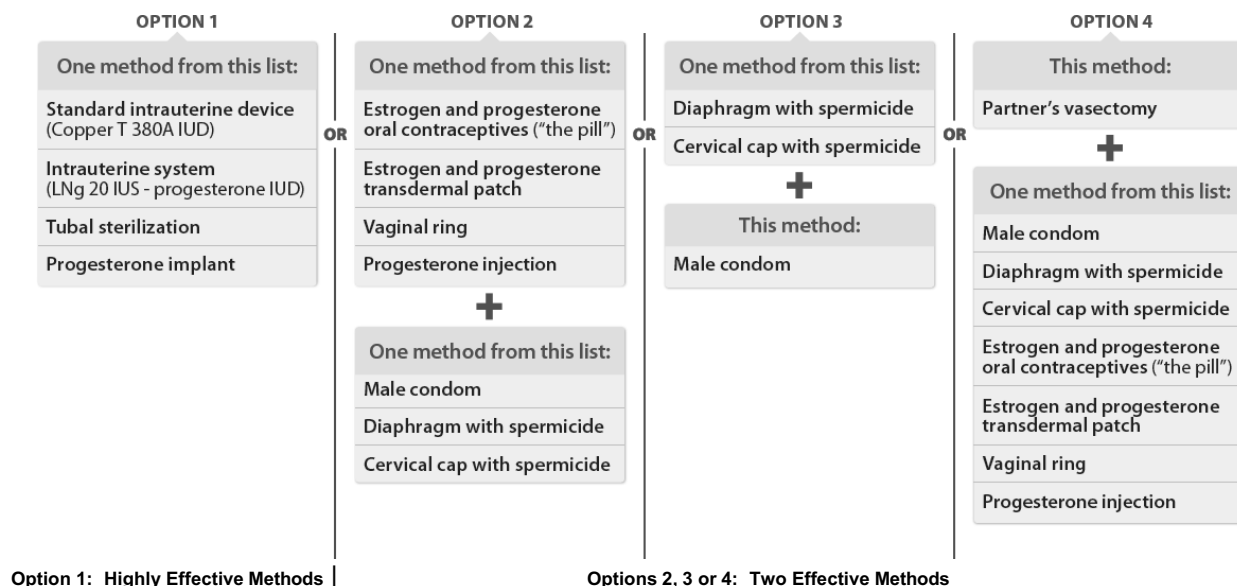 OPTION 1
One method from this list:
Standard intrauterine device
(Copper T 380A IUD)
Intrauterine system
(LNg 20 IUS - progesterone IUD)
Tubal sterilization
Progesterone implant
OR
OPTION 2
One method from this list:
Estrogen and progesterone
oral contraceptives (“the pill”)
Estrogen and progesterone
transdermal patch
Vaginal ring
Progesterone injection
+
One method from this list:
Male condom
Diaphragm with spermicide
Cervical cap with spermicide
OR
OPTION 3
One method from this list:
Diaphragm with spermicide
Cervical cap with spermicide
+
This method:
Male condom
OR
OPTION 4
This method:
Partner’s vasectomy
+
One method from this list:
Male condom
Diaphragm with spermicide
Cervical cap with spermicide
Estrogen and progesterone
oral contraceptives (“the pill”)
Estrogen and progesterone
transdermal patch
Vaginal ring
Progesterone injection
Option 1: Highly Effective Methods
Options 2, 3 or 4: Two Effective Methods